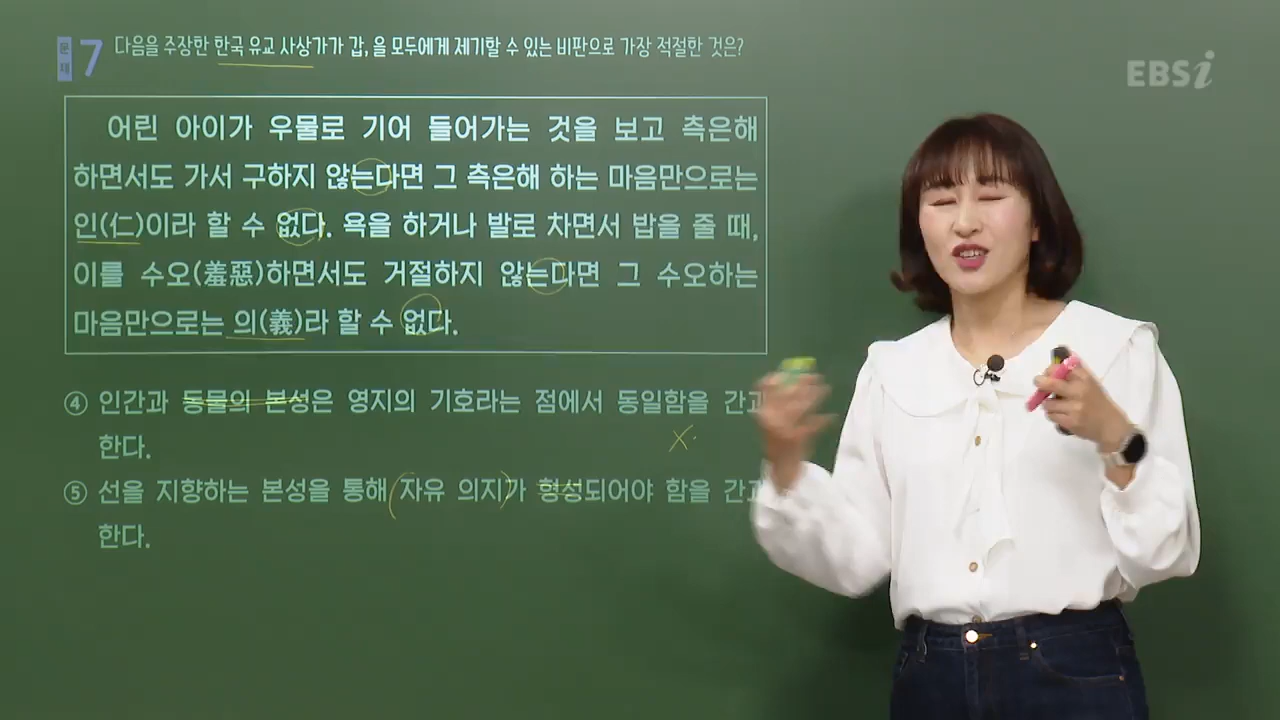 문제 7 다음을 주장한 한국 유교 사상가가 갑, 을 모두에게 제기할 수 있는 비판으로 가장 적절한 것은?
EBSi
어린 아이가 우물로 기어 들어가는 것을 보고 측은해
하면서도 가서 구하지 않는다면 그 측은해 하는 마음만으로는
인(仁)이라 할 수 없다. 욕을 하거나 발로 차면서 밥을 줄 때,
이를 수오(羞惡)하면서도 거절하지 않는다면 그 수오하는
마음만으로는 의(義)라 할 수 없다.
④ 인간과 동물의 본성은 영지의 기호라는 점에서 동일함을 간과
한다.
⑤ 선을 지향하는 본성을 통해 자유 의지가 형성되어야 함을 간과
한다.